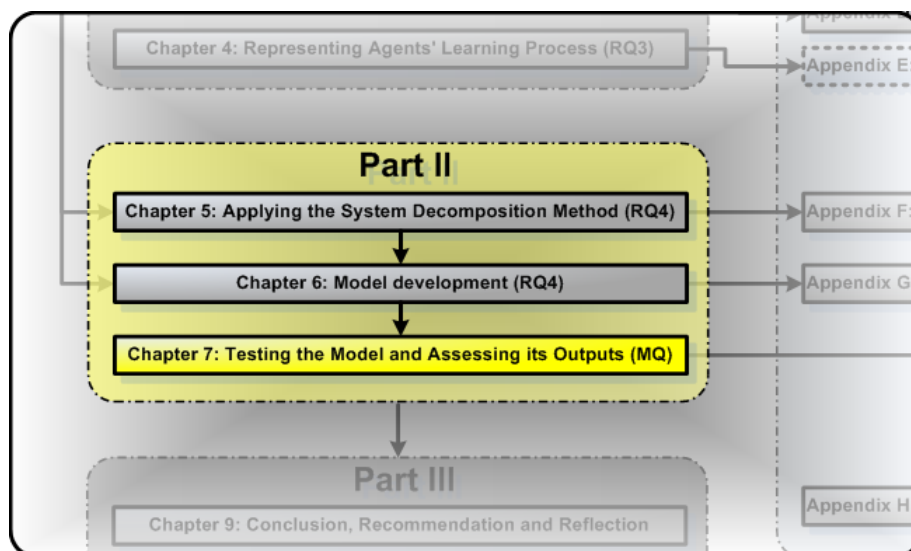 Chapter 4: Representing Agents' Learning Process (RQ3)
Appendix E:
Part II
Chapter 5: Applying the System Decomposition Method (RQ4)
Appendix F:
Chapter 6: Model development (RQ4)
Appendix G
Chapter 7: Testing the Model and Assessing its Outputs (MQ)
Part III
Chapter 9: Conclusion, Recommendation and Reflection
Appendix H